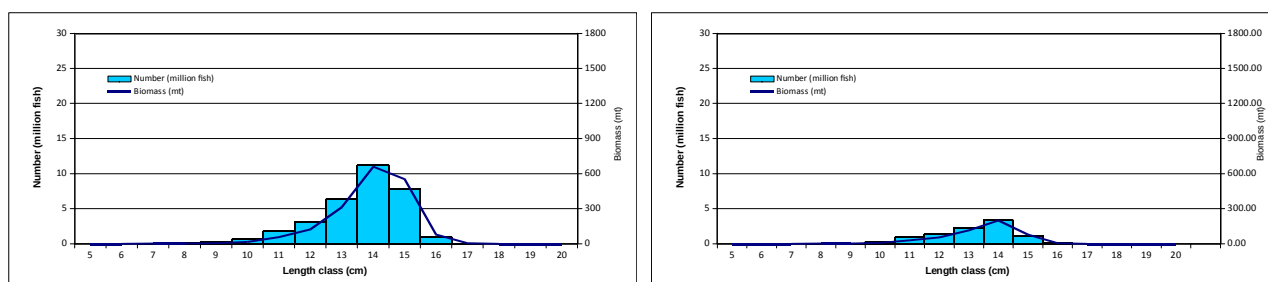 30
25
20
15
10
5
0
Number (million fish)
Number (million fish)
Biomass (mt)
1800
1500
1200
900
600
300
0
Biomass (mt)
5 6 7 8 9 10 11 12 13 14 15 16 17 18 19 20
Length class (cm)
30
25
20
15
10
5
0
Number (million fish)
Number (million fish)
Biomass (mt)
1800.00
1500.00
1200.00
900.00
600.00
300.00
0.00
Biomass (mt)
5 6 7 8 9 10 11 12 13 14 15 16 17 18 19 20
Length class (cm)